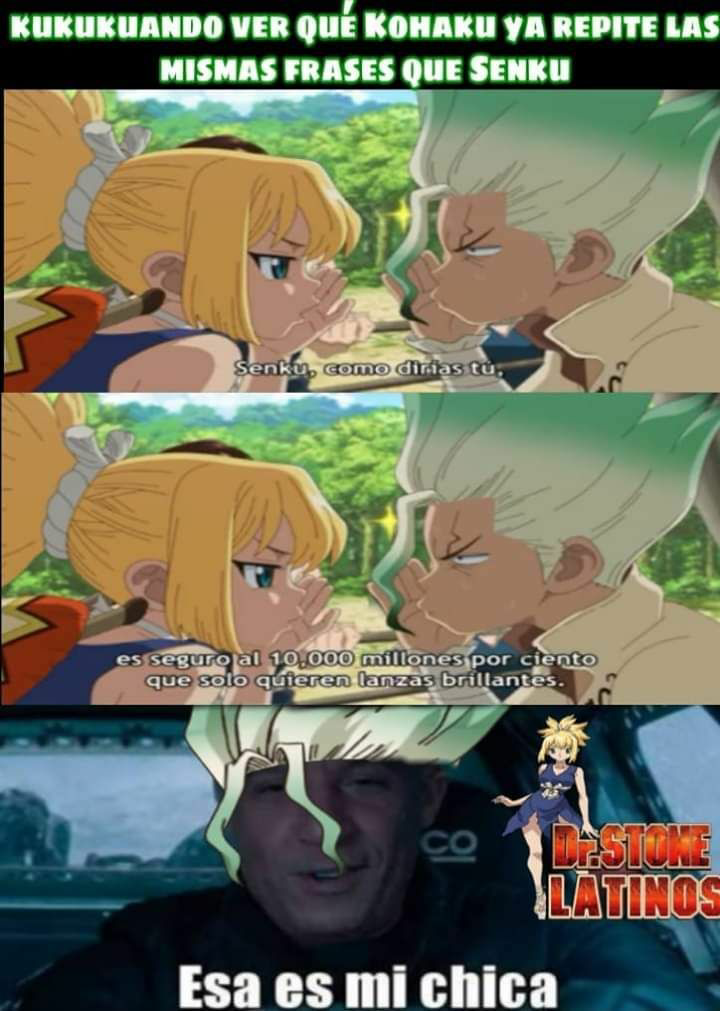 KUKUKUANDO VER QUÉ KOHAKU YA REPITE LAS
MISMAS FRASES QUE SENKU
Senku, como dirías tú,
es seguro al 10,000 millones por ciento
que solo quieren lanzas brillantes.
CO
Dr.STONE
LATINOS
Esa es mi chica